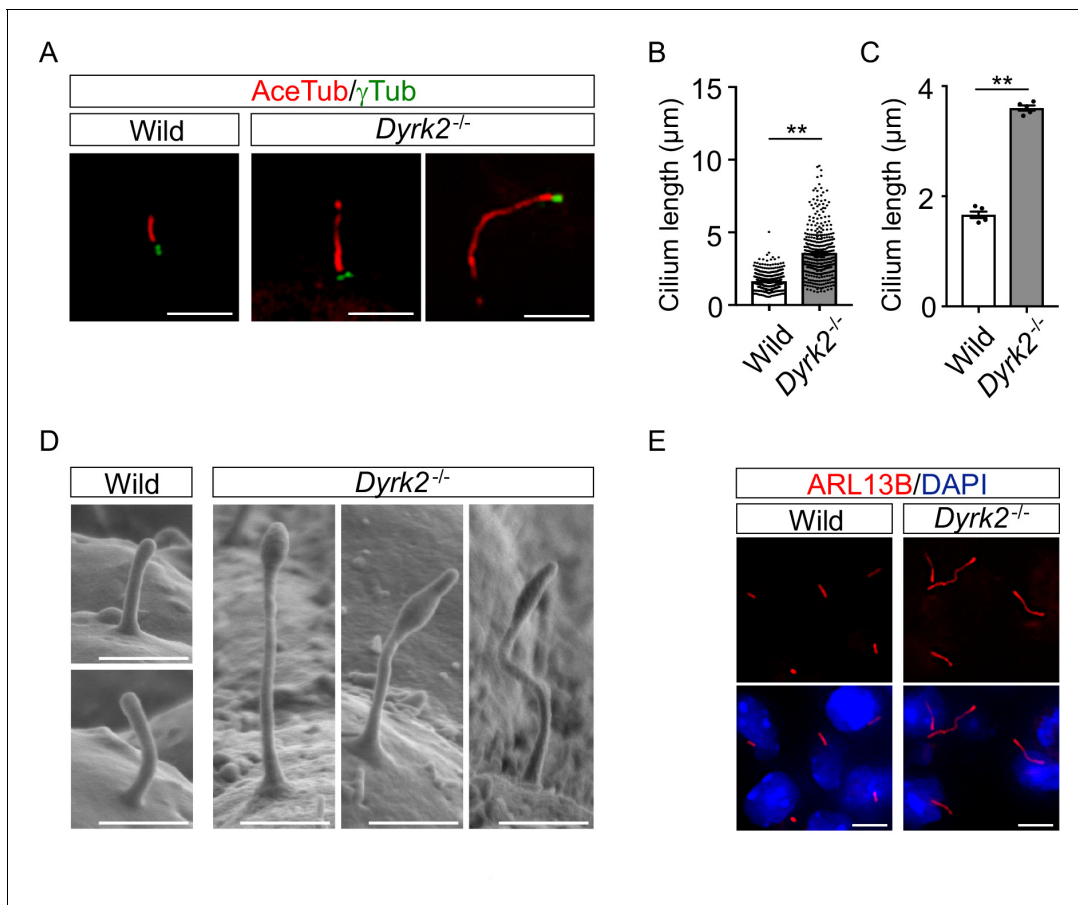 A
AceTub/γTub
Wild
Dyrk2-/-
B
Cilium length (μm)
15
10
5
0
**
Wild
Dyrk2-/-
C
Cilium length (μm)
4
2
0
**
Wild
Dyrk2-/-
D
Wild
Dyrk2-/-
E
ARL13B/DAPI
Wild
Dyrk2-/-